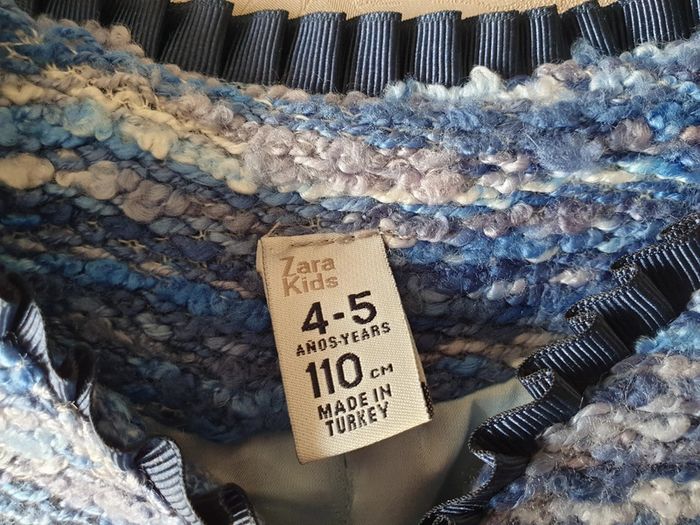 Zara
Kids
4-5
AÑOS-YEARS
110 CM
MADE IN
TURKEY